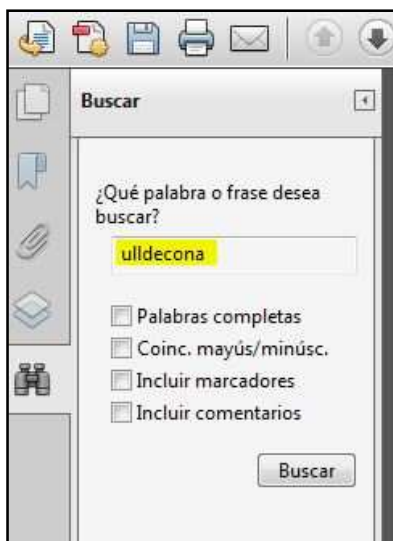 Buscar
¿Qué palabra o frase desea
buscar?
ulldecona
Palabras completas
Coinc. mayús/minúsc.
Incluir marcadores
Incluir comentarios
Buscar